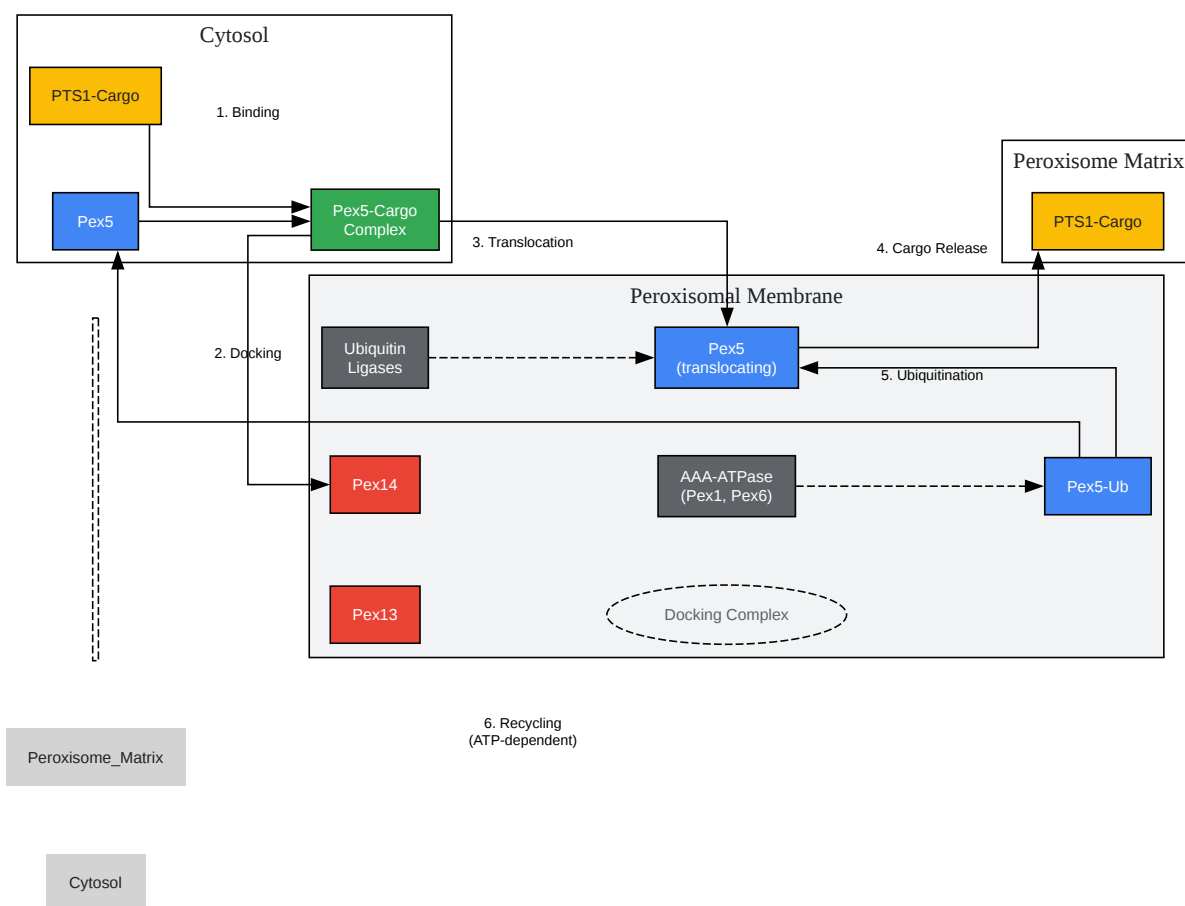 Cytosol
PTS1-Cargo
1. Binding
Peroxisome Matrix
Pex5
Pex5-Cargo
Complex
PTS1-Cargo
3. Translocation
4. Cargo Release
Peroxisomal Membrane
2. Docking
Ubiquitin
Ligases
Pex5
(translocating)
5. Ubiquitination
Pex14
AAA-ATPase
(Pex1, Pex6)
Pex5-Ub
Pex13
Docking Complex
6. Recycling
(ATP-dependent)
Peroxisome_Matrix
Cytosol